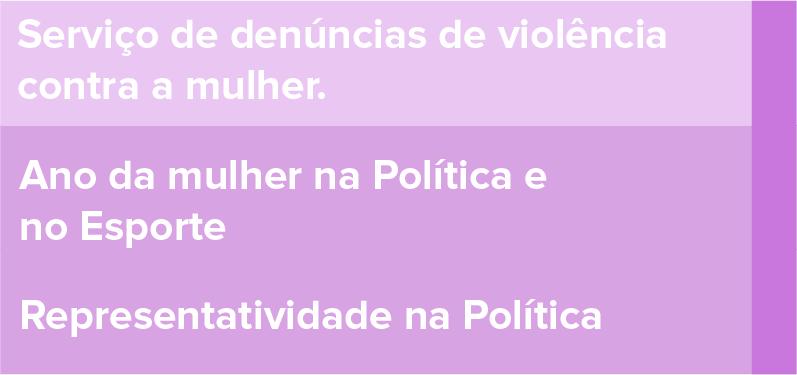 Serviço de denúncias de violência
contra a mulher.
Ano da mulher na Política e
no Esporte
Representatividade na Política